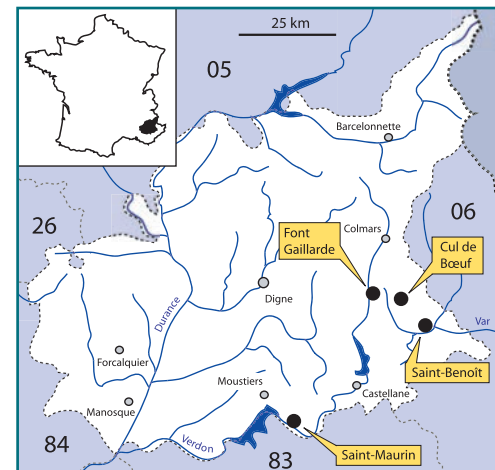 25 km
05
Barcelonnette
06
26
Font
Gaillarde
Colmars
Cul de
Bœuf
Digne
Durance
Var
Forcalquier
Saint-Benoît
Moustiers
Castellane
Manosque
84
Verdon
83
Saint-Maurin